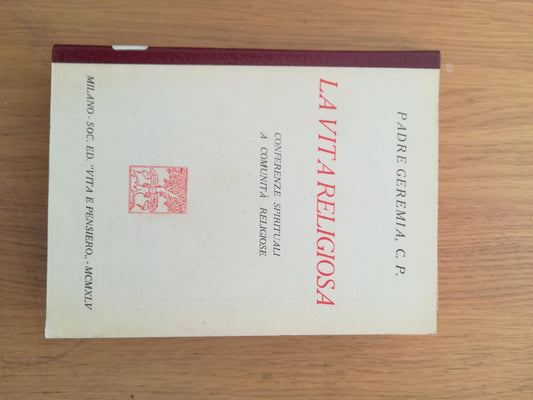 PADRE GEREMIA, C. P.
LA VITA RELIGIOSA
CONFERENZE SPIRITUALI
A COMUNITÀ RELIGIOSE
MILANO - SOC. ED. "VITA E PENSIERO„ - MCMXLV